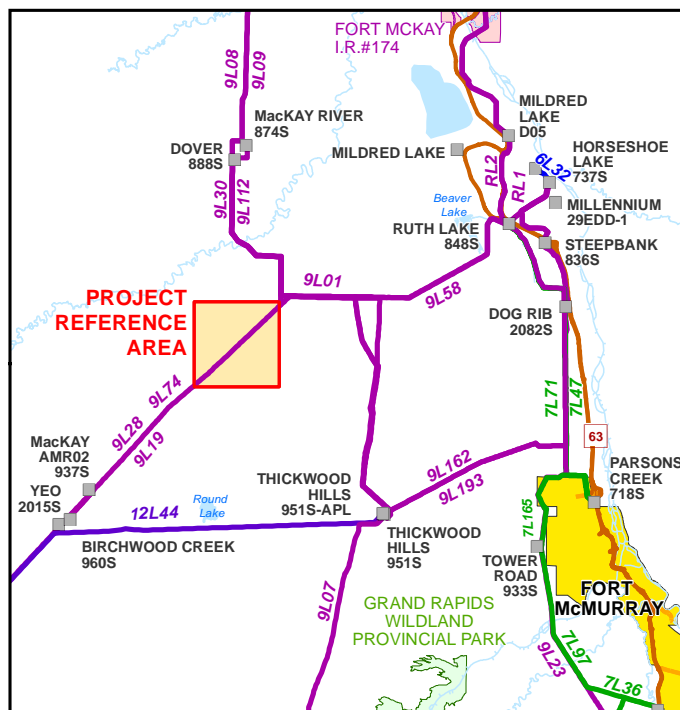 FORT MCKAY
I.R.#174
9L08
9L09
MacKAY RIVER
874S
DOVER
888S
9L30
9L112
MILDRED
LAKE
D05
MILDRED LAKE
HORSESHOE
LAKE
737S
6L32
RL2
RL1
MILLENNIUM
29EDD-1
Beaver
Lake
RUTH LAKE
848S
STEEPBANK
836S
9L01
9L58
PROJECT
REFERENCE
AREA
DOG RIB
2082S
9L74
9L28
9L19
7L71
7L47
63
MacKAY
AMR02
937S
YEO
2015S
9L162
9L193
PARSONS
CREEK
718S
THICKWOOD
HILLS
951S-APL
Round
Lake
12L44
BIRCHWOOD CREEK
960S
THICKWOOD
HILLS
951S
7L165
TOWER
ROAD
933S
FORT
McMURRAY
9L07
GRAND RAPIDS
WILDLAND
PROVINCIAL PARK
7L97
9L23
7L36